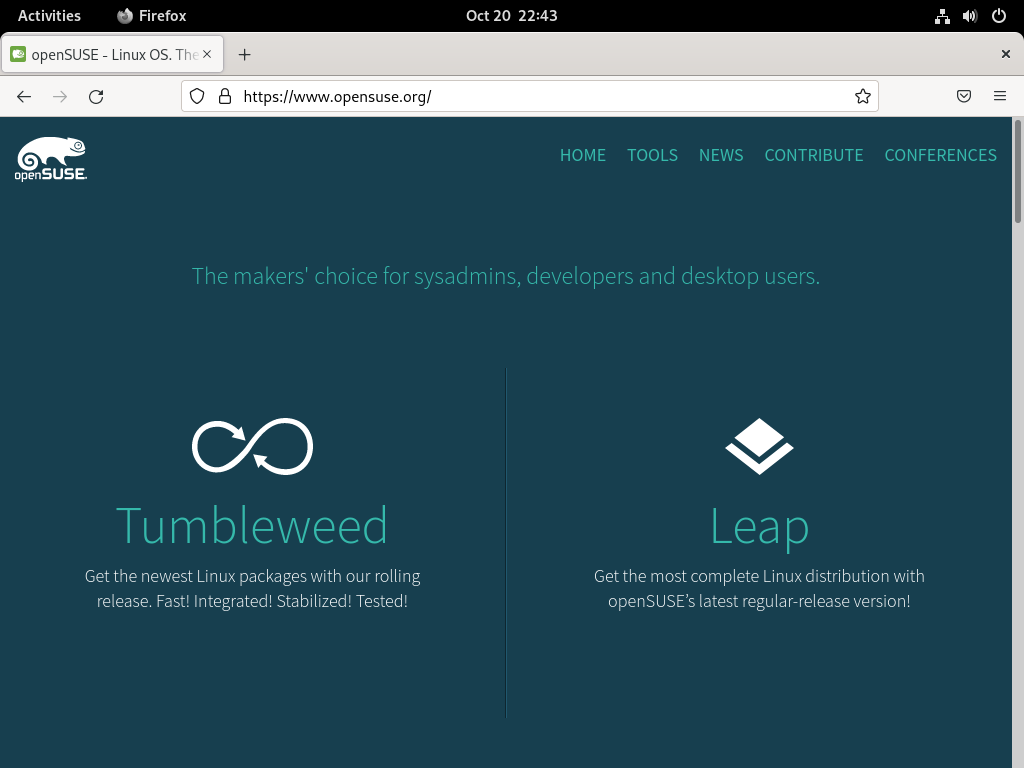 Activities Firefox Oct 20 22:43
openSUSE - Linux OS. The
https://www.opensuse.org/
openSUSE.
HOME TOOLS NEWS CONTRIBUTE CONFERENCES
The makers' choice for sysadmins, developers and desktop users.
Tumbleweed
Get the newest Linux packages with our rolling
release. Fast! Integrated! Stabilized! Tested!
Leap
Get the most complete Linux distribution with
openSUSE’s latest regular-release version!